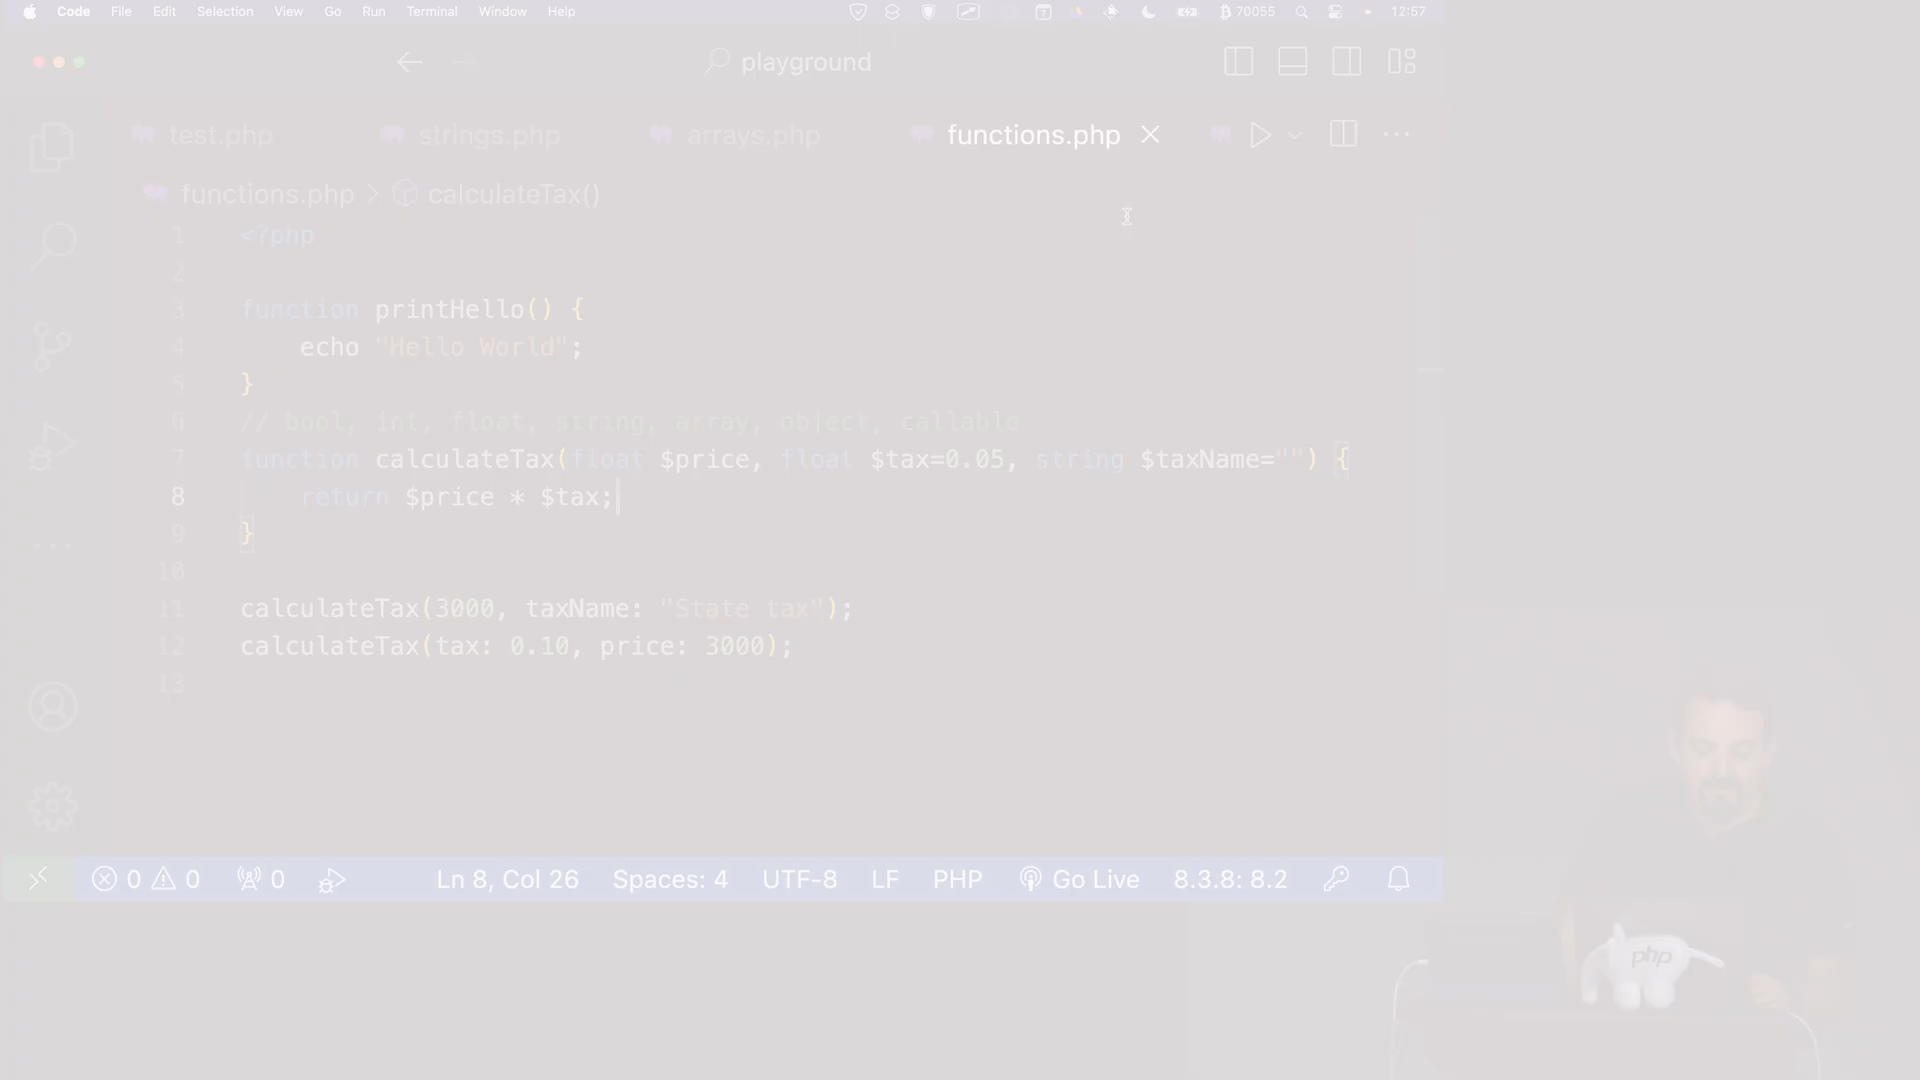 Code File Edit Selection View Go Run Terminal Window Help 70055 12:57
playground
test.php strings.php arrays.php functions.php
functions.php > calculateTax()
1 <?php
2
3 function printHello() {
4 echo "Hello World";
5 }
6 // bool, int, float, string, array, object, callable
7 function calculateTax(float $price, float $tax=0.05, string $taxName="") {
8 return $price * $tax;
9 }
10
11 calculateTax(3000, taxName: "State tax");
12 calculateTax(tax: 0.10, price: 3000);
13
0 0 0 Ln 8, Col 26 Spaces: 4 UTF-8 LF PHP Go Live 8.3.8: 8.2
php